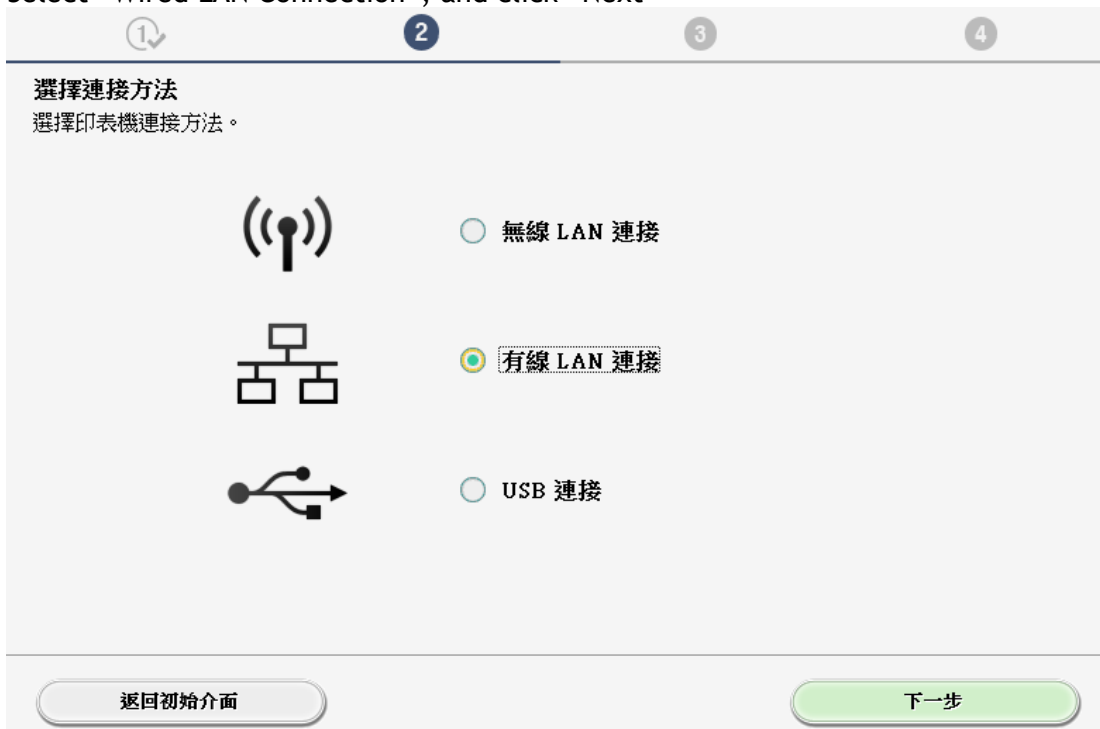 Select "Wired LAN Connection", and click "Next"
1 2 3 4
選擇連接方法
選擇印表機連接方法。
無線 LAN 連接
有線 LAN 連接
USB 連接
返回初始介面 下一步